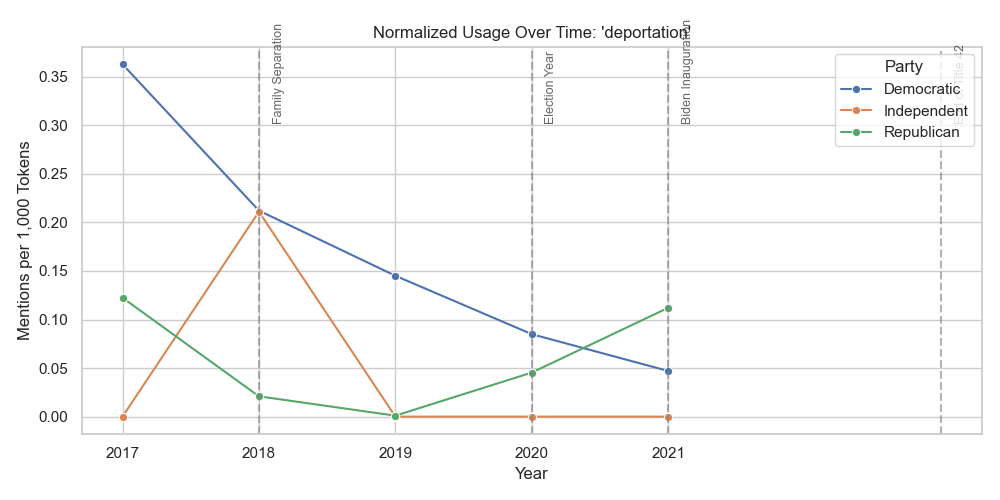 Normalized Usage Over Time: 'deportation'
Family Separation
Election Year
Biden Inauguration
Title 42
Party
Democratic
Independent
Republican
Mentions per 1,000 Tokens
0.35
0.30
0.25
0.20
0.15
0.10
0.05
0.00
2017
2018
2019
2020
2021
Year